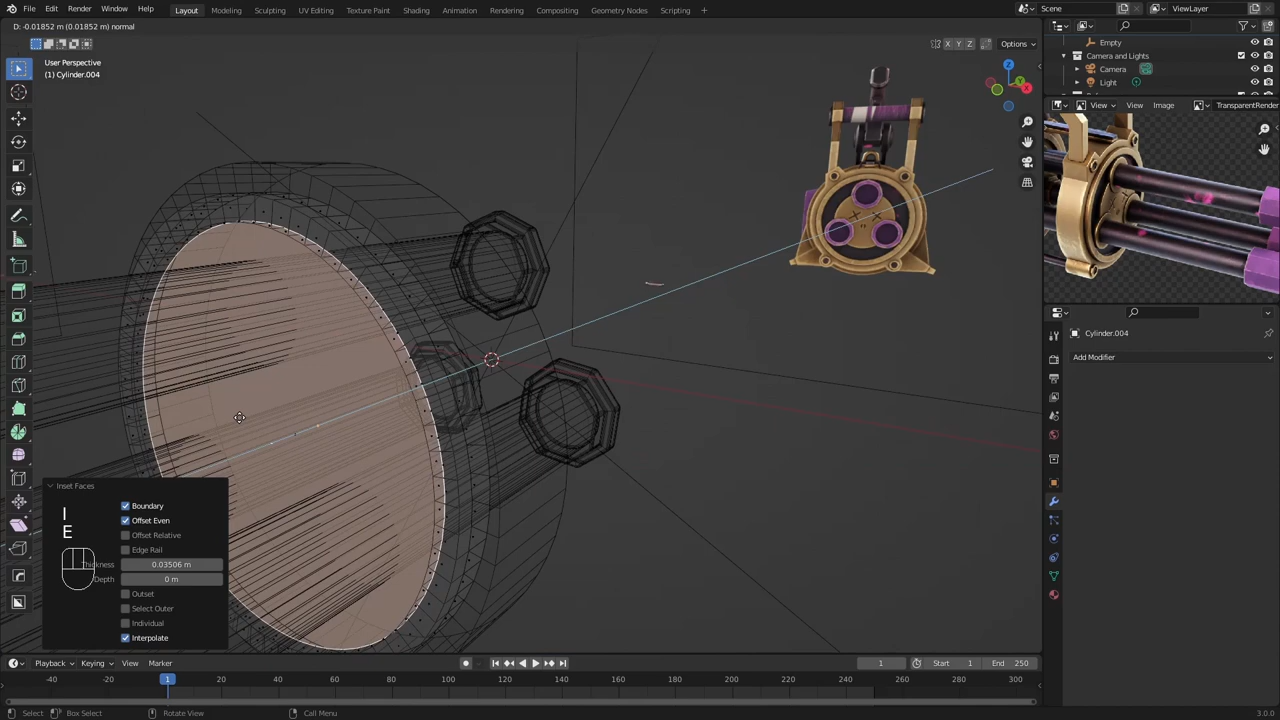 File Edit Render Window Help Layout Modeling Sculpting UV Editing Texture Paint Shading Animation Rendering Compositing Geometry Nodes Scripting + Scene ViewLayer
D: -0.01852 m (0.01852 m) normal
X Y Z Options
User Perspective
(1) Cylinder.004
Empty
Camera and Lights
Camera
Light
View View Image TransparentRender
Z
Y
X
Cylinder.004
Add Modifier
Inset Faces
Boundary
Offset Even
Offset Relative
Edge Rail
Thickness 0.03506 m
Depth 0 m
Outset
Select Outer
Individual
Interpolate
I
E
Playback Keying View Marker 1 Start 1 End 250
-40 -20 1 20 40 60 80 100 120 140 160 180 200 220 240 260 280 300
Select Box Select Rotate View Call Menu 3.0.0